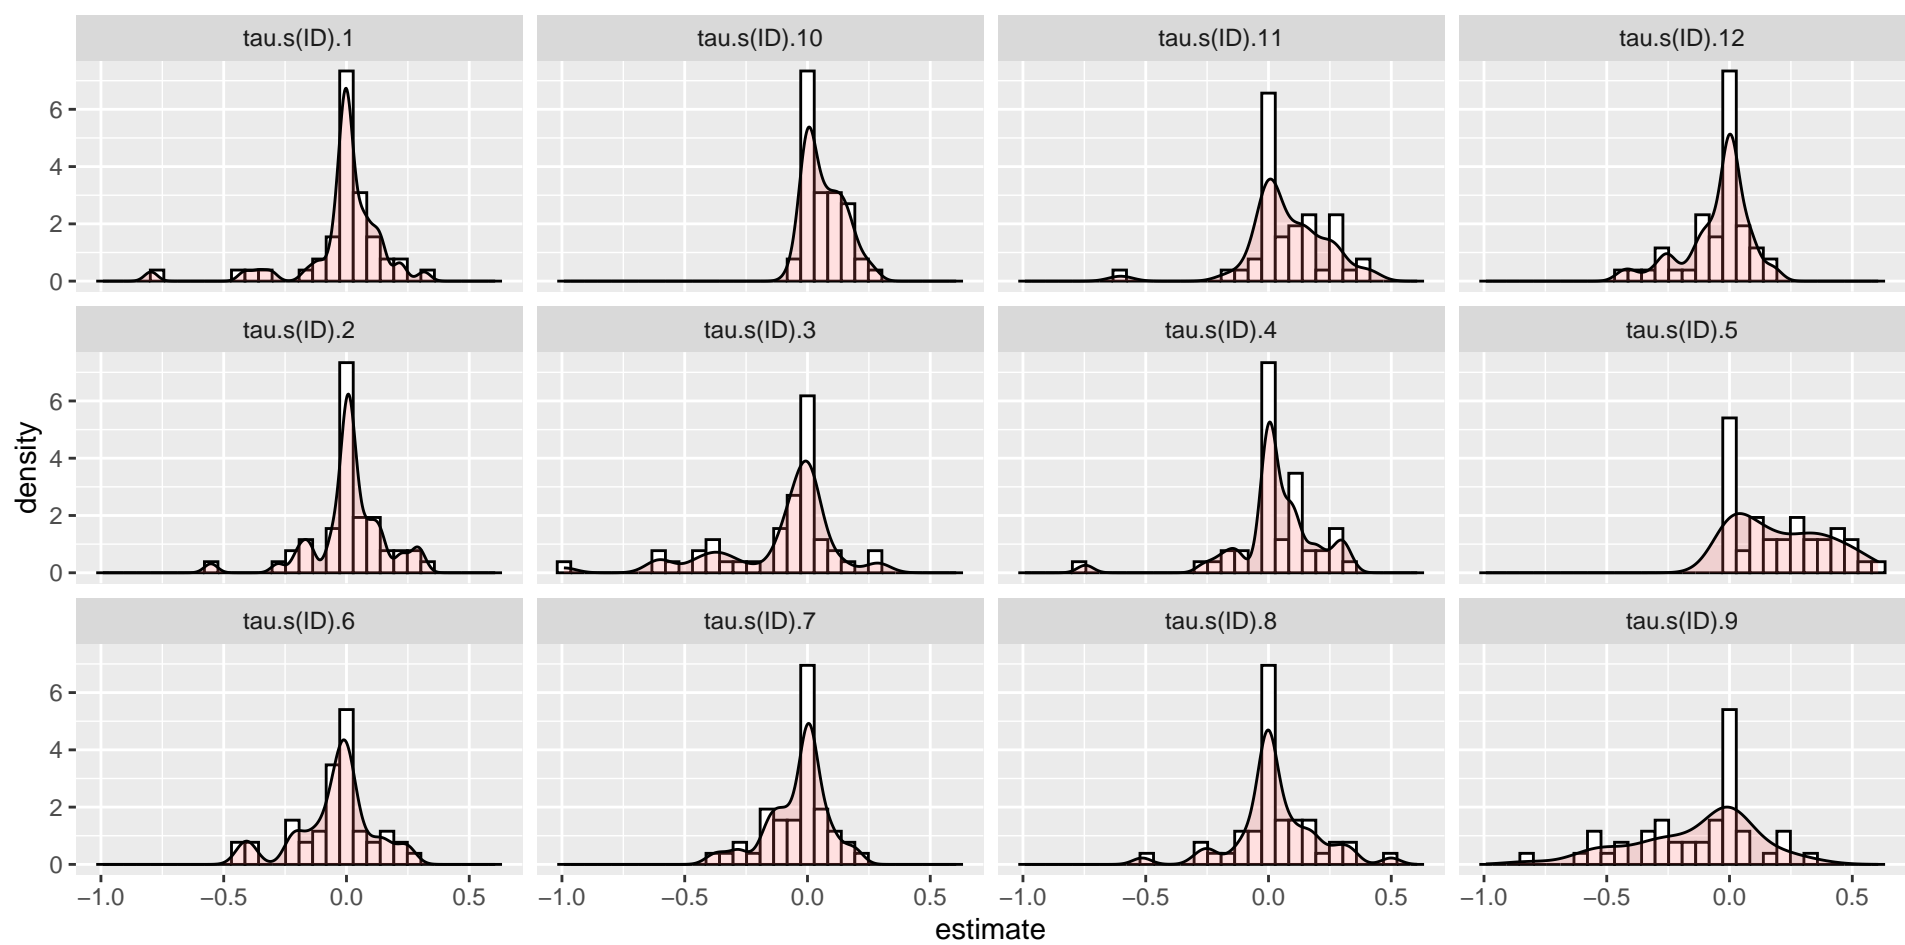 tau.s(ID).1 tau.s(ID).10 tau.s(ID).11 tau.s(ID).12
6
4
2
0
tau.s(ID).2 tau.s(ID).3 tau.s(ID).4 tau.s(ID).5
6
4
2
0
density
tau.s(ID).6 tau.s(ID).7 tau.s(ID).8 tau.s(ID).9
6
4
2
0
−1.0 −0.5 0.0 0.5 −1.0 −0.5 0.0 0.5 −1.0 −0.5 0.0 0.5 −1.0 −0.5 0.0 0.5
estimate